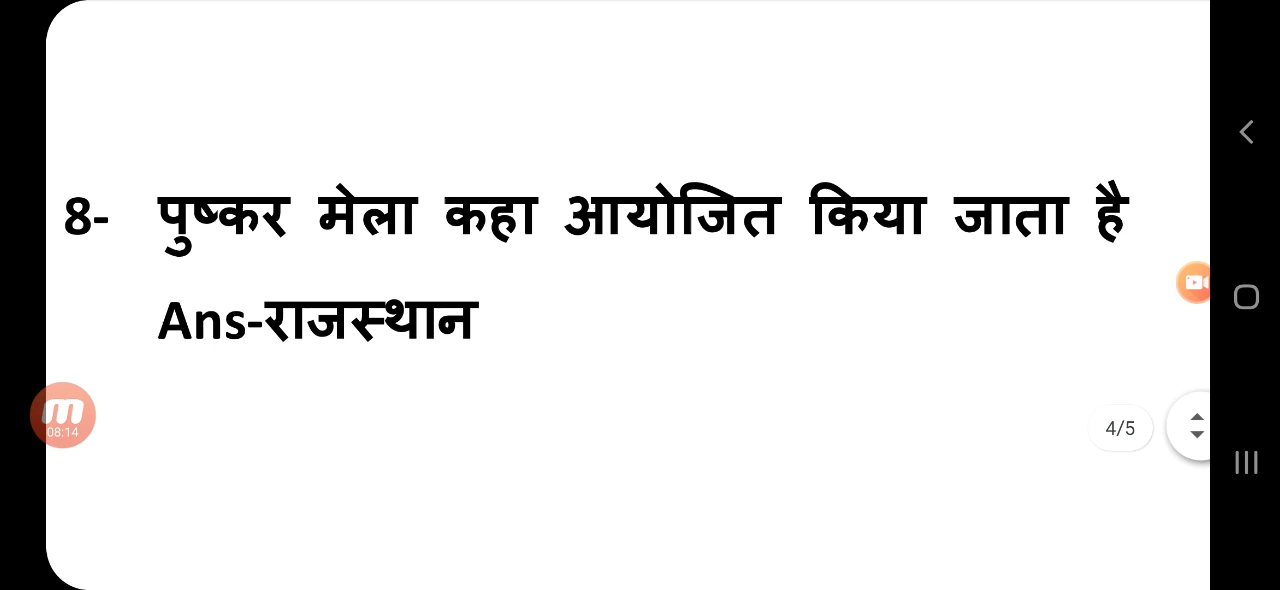 8- पुष्कर मेला कहा आयोजित किया जाता है
Ans-राजस्थान
m
08:14
4/5